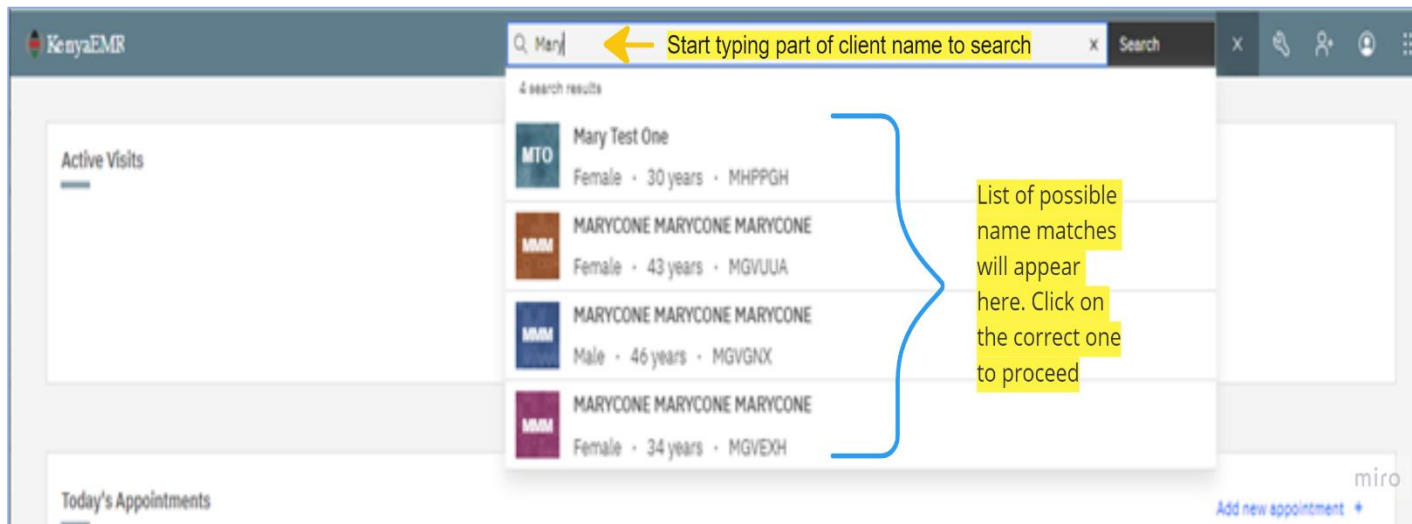 KenyaEMR
Mary
Start typing part of client name to search
x
Search
4 search results
Active Visits
MTO
Mary Test One
Female · 30 years · MHPPGH
MMM
MARYCONE MARYCONE MARYCONE
Female · 43 years · MGVUUA
MMM
MARYCONE MARYCONE MARYCONE
Male · 46 years · MGVGNX
MMM
MARYCONE MARYCONE MARYCONE
Female · 34 years · MGVEXH
List of possible
name matches
will appear
here. Click on
the correct one
to proceed
Today's Appointments
Add new appointment +
miro